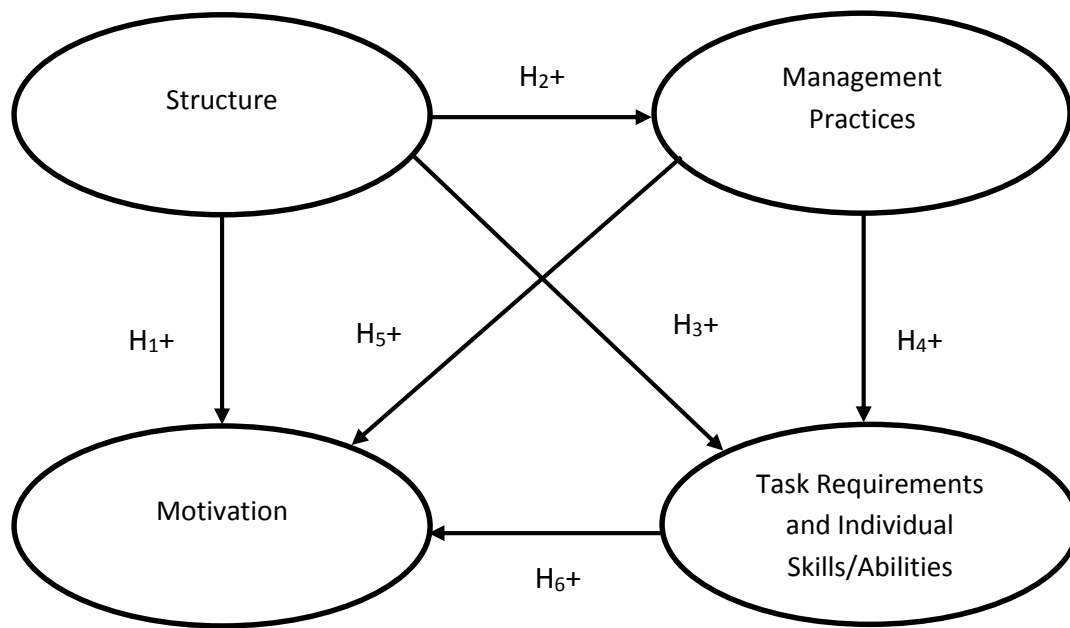 Structure
H₂+
Management
Practices
H₁+
H₅+
H₃+
H₄+
Motivation
Task Requirements
and Individual
Skills/Abilities
H₆+